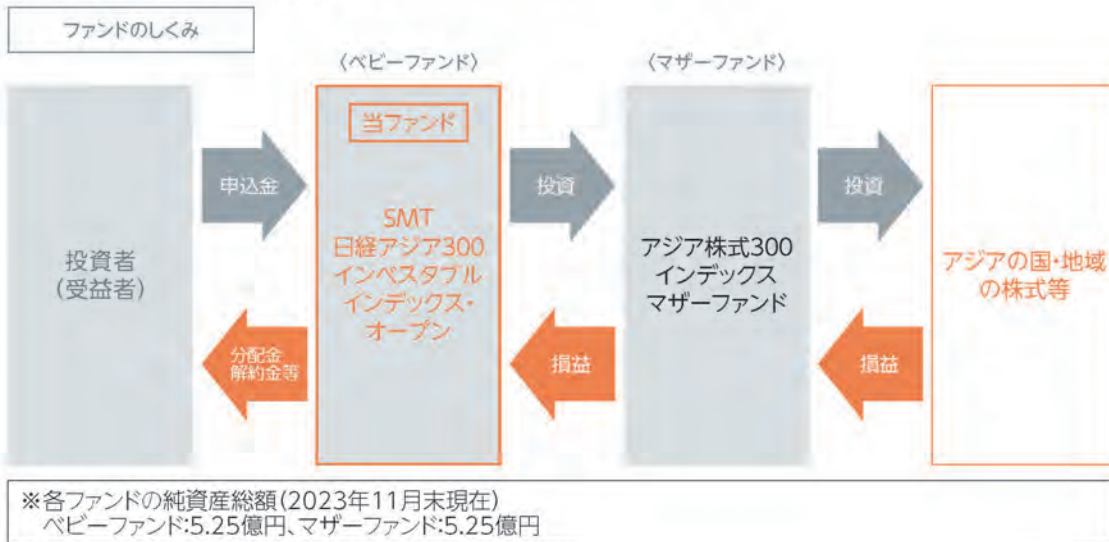 ファンドのしくみ
〈ベビーファンド〉
〈マザーファンド〉
投資者
(受益者)
申込金
分配金
解約金等
当ファンド
SMT
日経アジア300
インベスタブル
インデックス・
オープン
投資
損益
アジア株式300
インデックス
マザーファンド
投資
損益
アジアの国・地域
の株式等
※各ファンドの純資産総額(2023年11月末現在)
ベビーファンド:5.25億円、マザーファンド:5.25億円